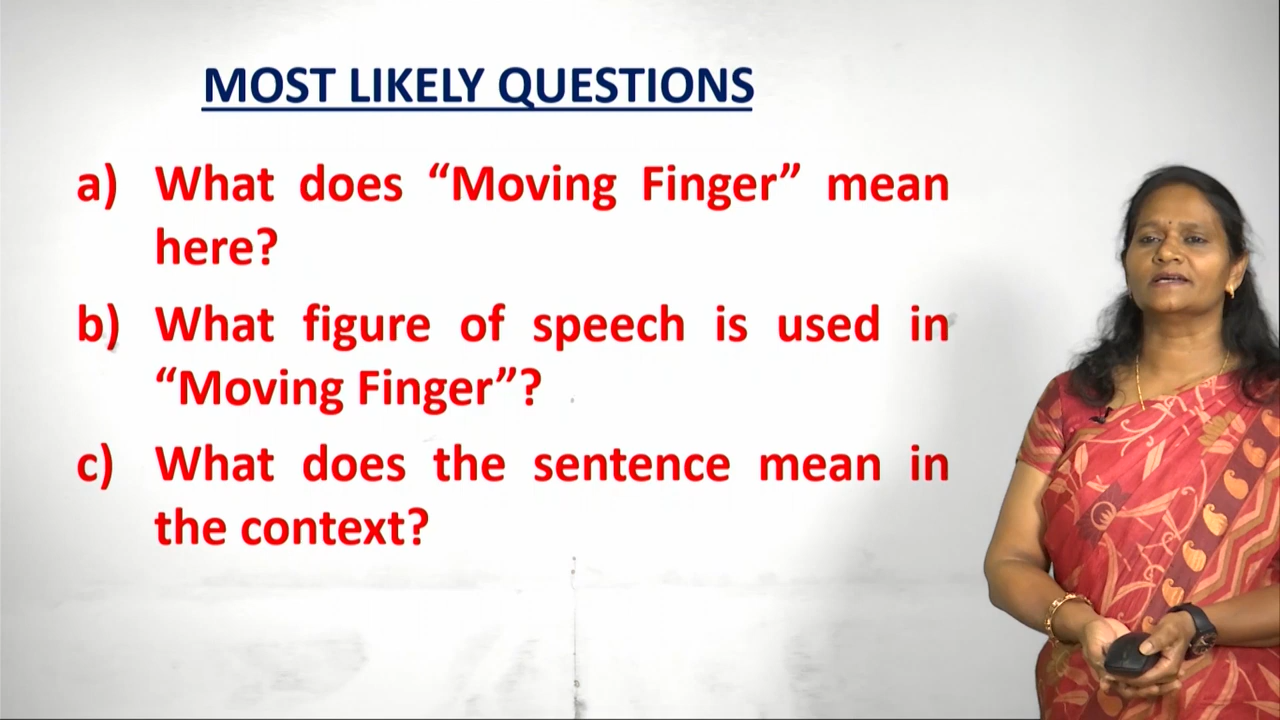 MOST LIKELY QUESTIONS
a) What does “Moving Finger” mean
here?
b) What figure of speech is used in
“Moving Finger”?
c) What does the sentence mean in
the context?